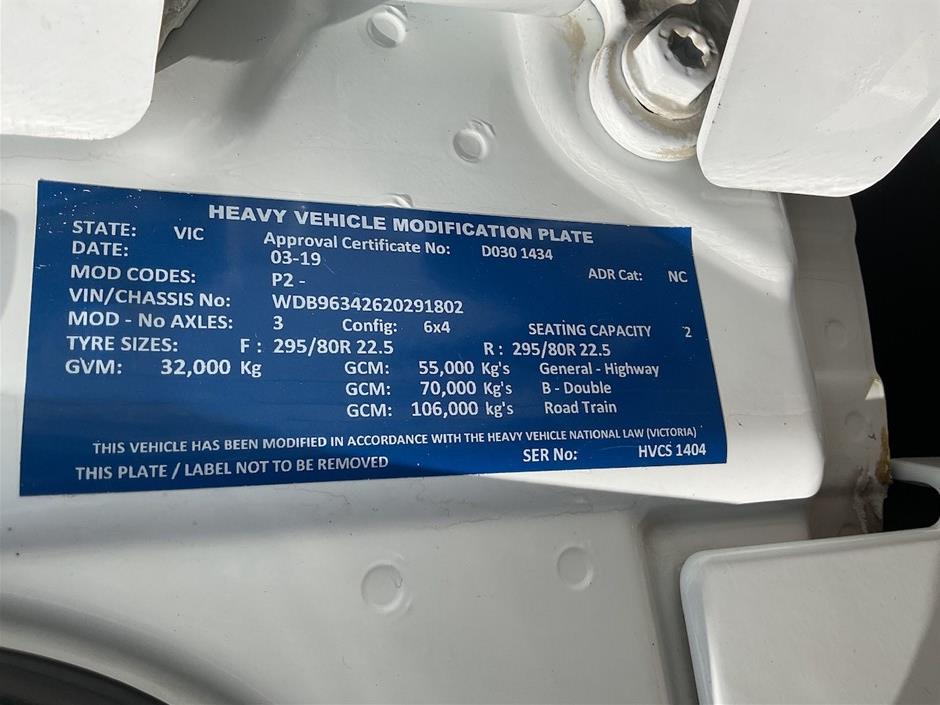 HEAVY VEHICLE MODIFICATION PLATE
STATE: VIC Approval Certificate No: D030 1434
DATE: 03-19
MOD CODES: P2 - ADR Cat: NC
VIN/CHASSIS No: WDB96342620291802
MOD - No AXLES: 3 Config: 6x4 SEATING CAPACITY 2
TYRE SIZES: F : 295/80R 22.5 R : 295/80R 22.5
GVM: 32,000 Kg GCM: 55,000 Kg's General - Highway
GCM: 70,000 Kg's B - Double
GCM: 106,000 kg's Road Train
THIS VEHICLE HAS BEEN MODIFIED IN ACCORDANCE WITH THE HEAVY VEHICLE NATIONAL LAW (VICTORIA)
THIS PLATE / LABEL NOT TO BE REMOVED SER No: HVCS 1404